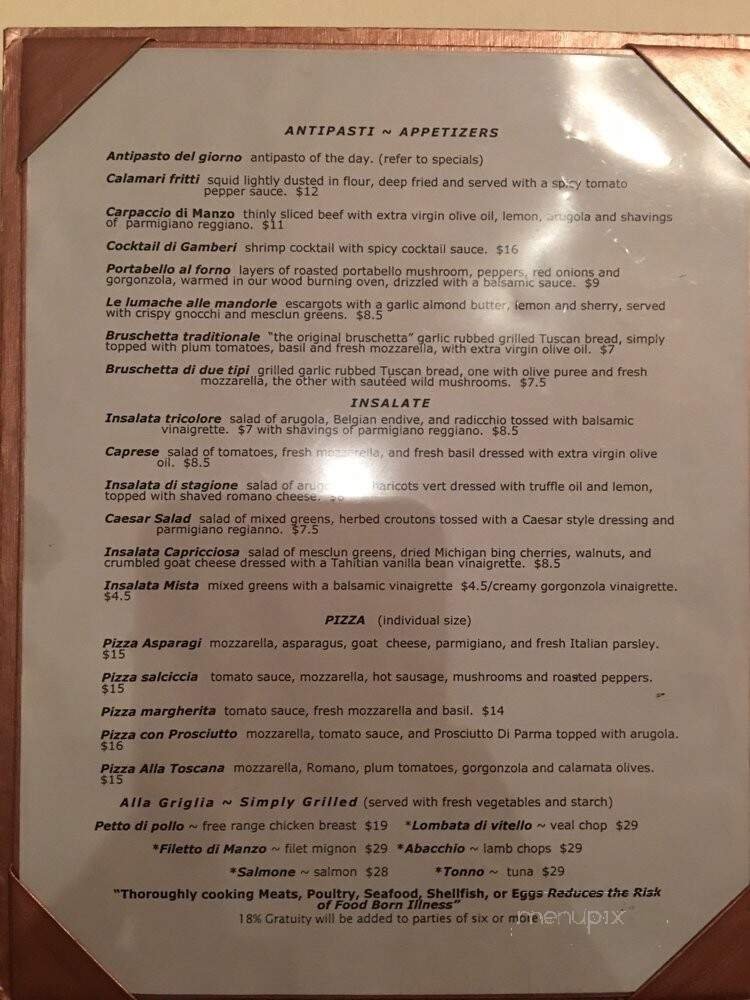 ANTIPASTI ~ APPETIZERS
Antipasto del giorno antipasto of the day. (refer to specials)
Calamari fritti squid lightly dusted in flour, deep fried and served with a spicy tomato
pepper sauce. $12
Carpaccio di Manzo thinly sliced beef with extra virgin olive oil, lemon, arugola and shavings
of parmigiano reggiano. $11
Cocktail di Gamberi shrimp cocktail with spicy cocktail sauce. $16
Portabello al forno layers of roasted portabello mushroom, peppers, red onions and
gorgonzola, warmed in our wood burning oven, drizzled with a balsamic sauce. $9
Le lumache alle mandorle escargots with a garlic almond butter, lemon and sherry, served
with crispy gnocchi and mesclun greens. $8.5
Bruschetta traditionale "the original bruschetta" garlic rubbed grilled Tuscan bread, simply
topped with plum tomatoes, basil and fresh mozzarella, with extra virgin olive oil. $7
Bruschetta di due tipi grilled garlic rubbed Tuscan bread, one with olive puree and fresh
mozzarella, the other with sautéed wild mushrooms. $7.5
INSALATE
Insalata tricolore salad of arugola, Belgian endive, and radicchio tossed with balsamic
vinaigrette. $7 with shavings of parmigiano reggiano. $8.5
Caprese salad of tomatoes, fresh mozzarella, and fresh basil dressed with extra virgin olive
oil. $8.5
Insalata di stagione salad of haricots vert dressed with truffle oil and lemon,
topped with shaved romano cheese.
Caesar Salad salad of mixed greens, herbed croutons tossed with a Caesar style dressing and
parmigiano regianno. $7.5
Insalata Capricciosa salad of mesclun greens, dried Michigan bing cherries, walnuts, and
crumbled goat cheese dressed with a Tahitian vanilla bean vinaigrette. $8.5
Insalata Mista mixed greens with a balsamic vinaigrette $4.5/creamy gorgonzola vinaigrette.
$4.5
PIZZA (individual size)
Pizza Asparagi mozzarella, asparagus, goat cheese, parmigiano, and fresh Italian parsley.
$15
Pizza salciccia tomato sauce, mozzarella, hot sausage, mushrooms and roasted peppers.
$15
Pizza margherita tomato sauce, fresh mozzarella and basil. $14
Pizza con Prosciutto mozzarella, tomato sauce, and Prosciutto Di Parma topped with arugola.
$16
Pizza Alla Toscana mozzarella, Romano, plum tomatoes, gorgonzola and calamata olives.
$15
Alla Griglia ~ Simply Grilled (served with fresh vegetables and starch)
Petto di pollo ~ free range chicken breast $19 *Lombata di vitello ~ veal chop $29
*Filetto di Manzo ~ filet mignon $29 *Abacchio ~ lamb chops $29
*Salmone ~ salmon $28 *Tonno ~ tuna $29
"Thoroughly cooking Meats, Poultry, Seafood, Shellfish, or Eggs Reduces the Risk
of Food Born Illness"
18% Gratuity will be added to parties of six or more
menupix